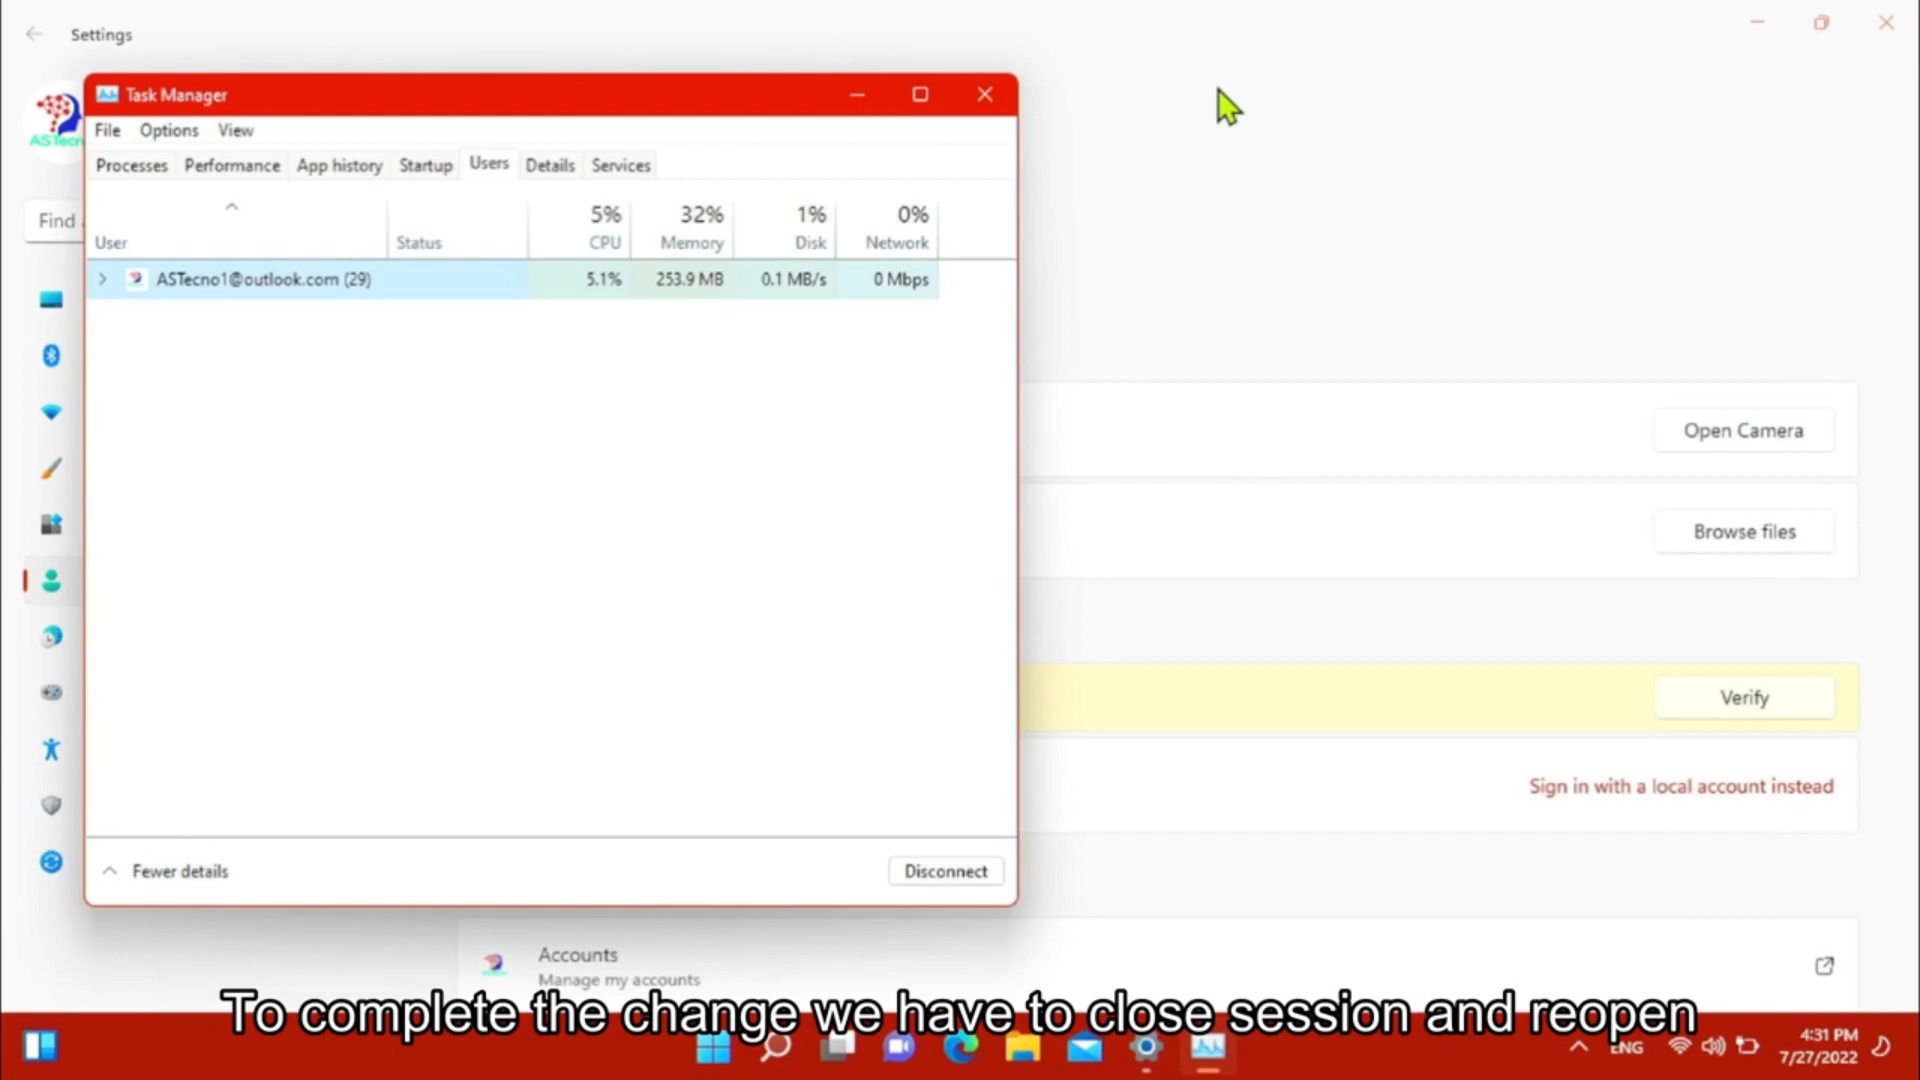 Settings
ASTecn
Find
Task Manager
File Options View
Processes Performance App history Startup Users Details Services
5% 32% 1% 0%
User Status CPU Memory Disk Network
ASTecno1@outlook.com (29) 5.1% 253.9 MB 0.1 MB/s 0 Mbps
Open Camera
Browse files
Verify
Sign in with a local account instead
Fewer details Disconnect
Accounts
Manage my accounts
To complete the change we have to close session and reopen
ENG
4:31 PM
7/27/2022